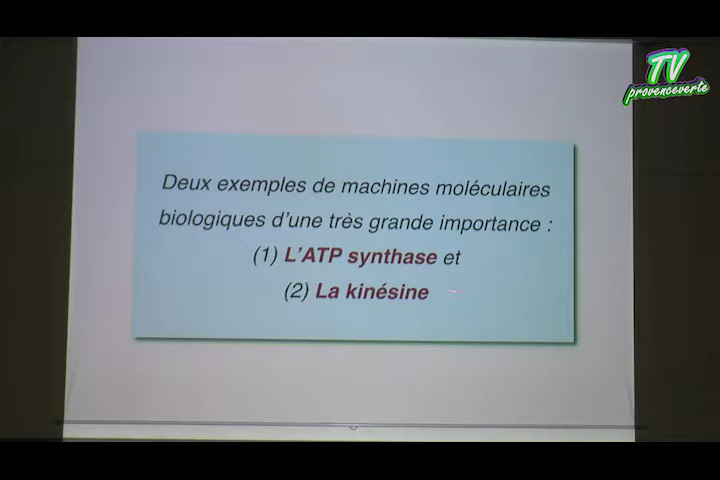 TV
provenceverte
Deux exemples de machines moléculaires
biologiques d'une très grande importance :
(1) L'ATP synthase et
(2) La kinésine